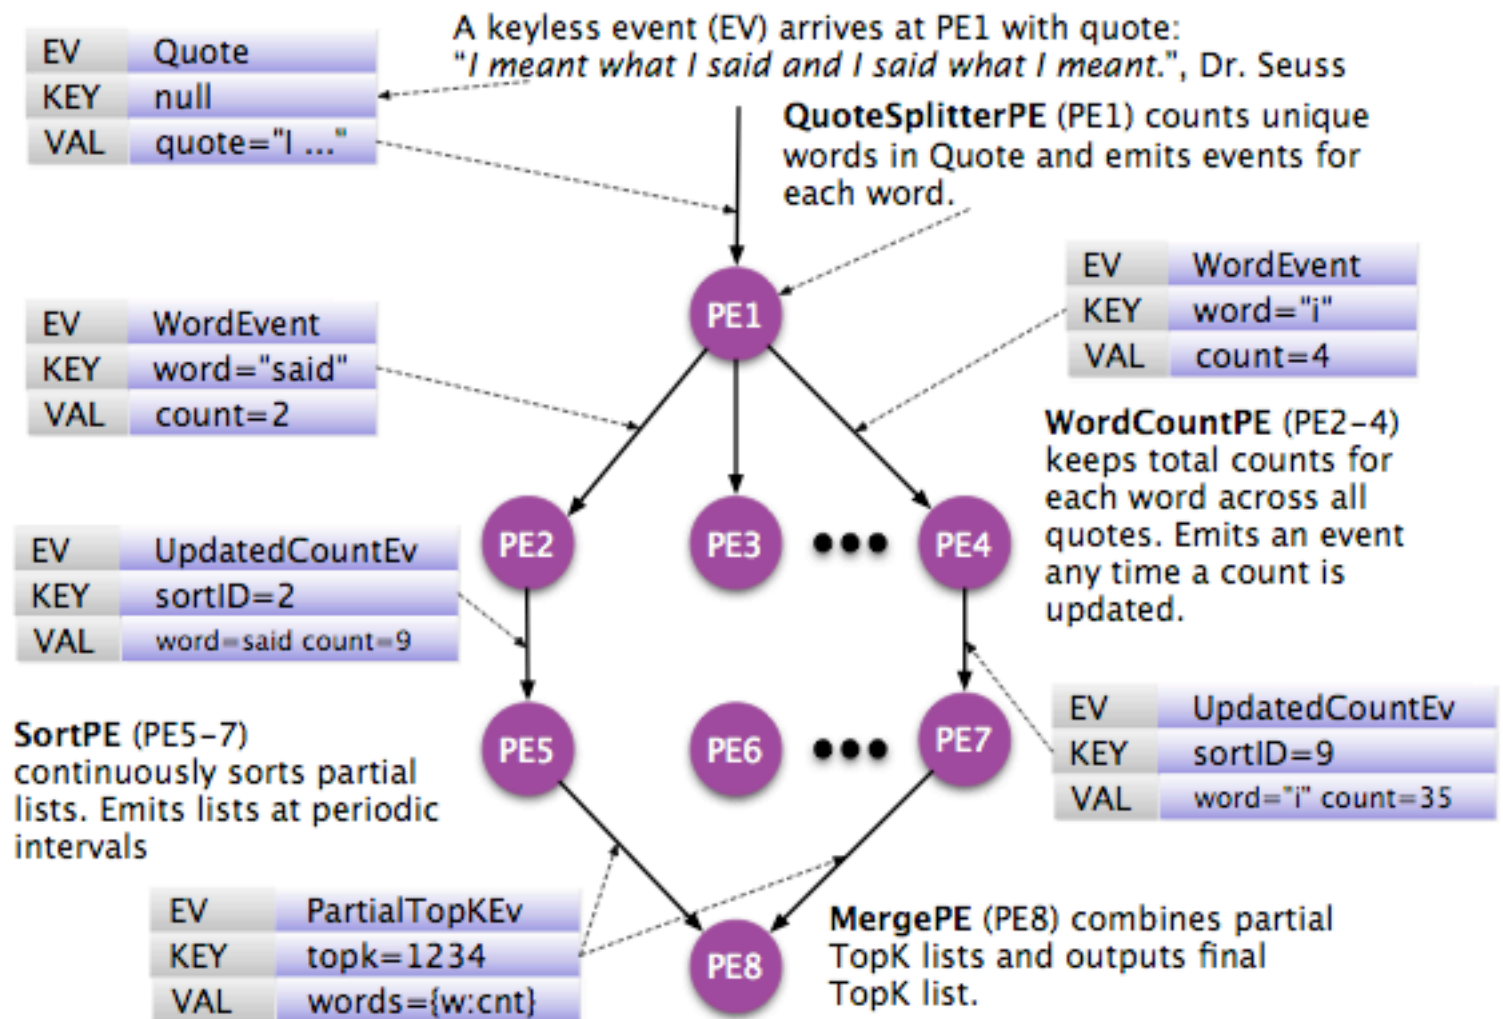 A keyless event (EV) arrives at PE1 with quote:
"I meant what I said and I said what I meant.", Dr. Seuss
EV Quote
KEY null
VAL quote="I ..."
QuoteSplitterPE (PE1) counts unique
words in Quote and emits events for
each word.
PE1
EV WordEvent
KEY word="said"
VAL count=2
EV WordEvent
KEY word="i"
VAL count=4
WordCountPE (PE2-4)
keeps total counts for
each word across all
quotes. Emits an event
any time a count is
updated.
PE2
PE3
PE4
EV UpdatedCountEv
KEY sortID=2
VAL word=said count=9
SortPE (PE5-7)
continuously sorts partial
lists. Emits lists at periodic
intervals
PE5
PE6
PE7
EV UpdatedCountEv
KEY sortID=9
VAL word="i" count=35
EV PartialTopKEv
KEY topk=1234
VAL words={w:cnt}
PE8
MergePE (PE8) combines partial
TopK lists and outputs final
TopK list.